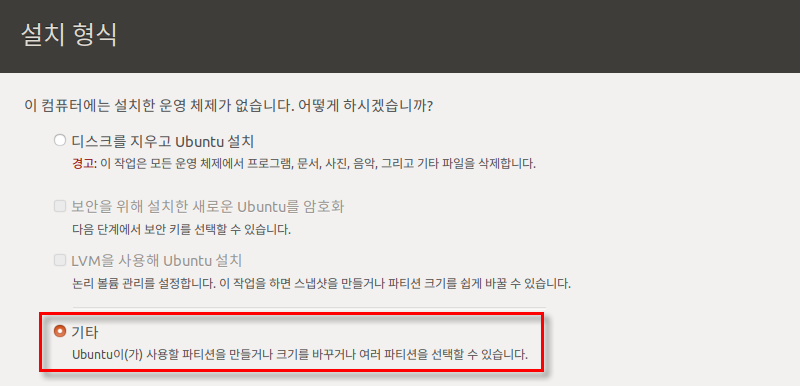 설치 형식
이 컴퓨터에는 설치한 운영 체제가 없습니다. 어떻게 하시겠습니까?
디스크를 지우고 Ubuntu 설치
경고: 이 작업은 모든 운영 체제에서 프로그램, 문서, 사진, 음악, 그리고 기타 파일을 삭제합니다.
보안을 위해 설치한 새로운 Ubuntu를 암호화
다음 단계에서 보안 키를 선택할 수 있습니다.
LVM을 사용해 Ubuntu 설치
논리 볼륨 관리를 설정합니다. 이 작업을 하면 스냅샷을 만들거나 파티션 크기를 쉽게 바꿀 수 있습니다.
기타
Ubuntu이(가) 사용할 파티션을 만들거나 크기를 바꾸거나 여러 파티션을 선택할 수 있습니다.